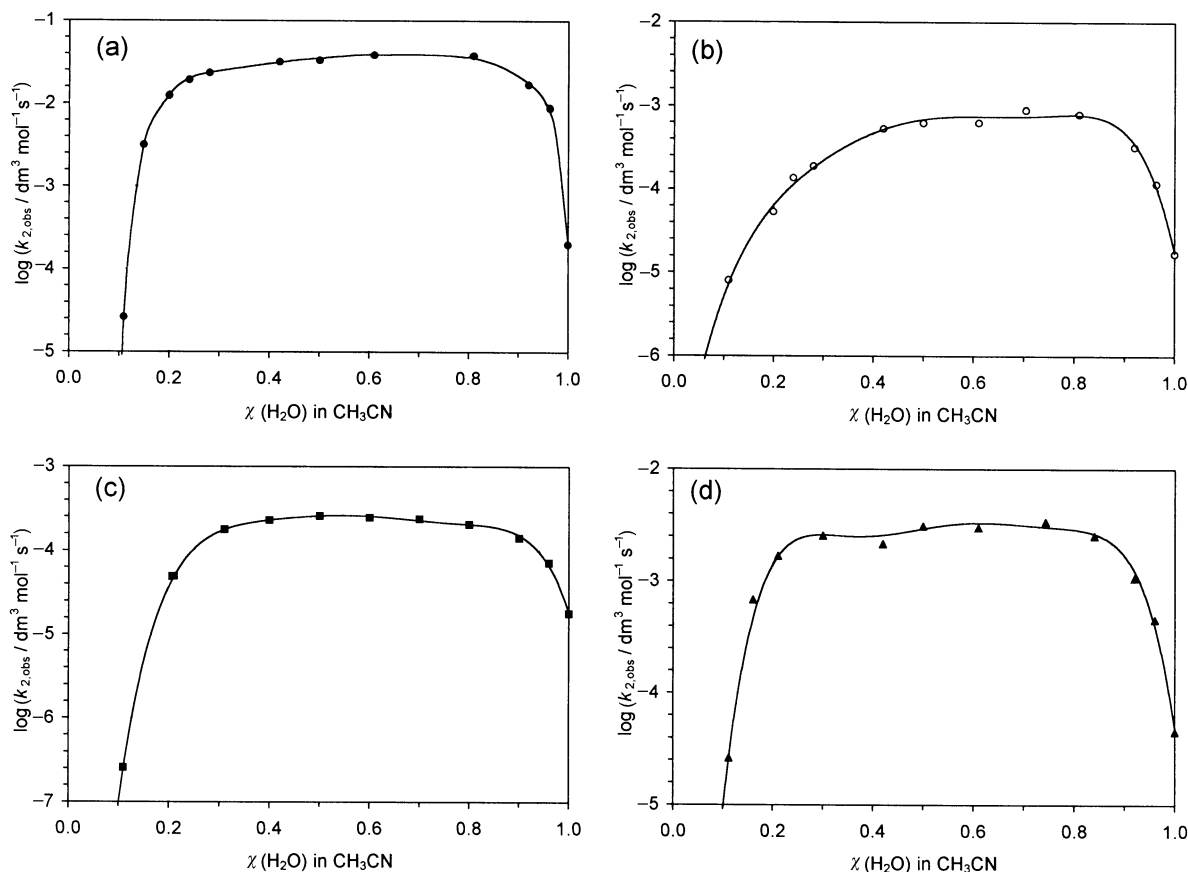 (a)
−1
−2
−3
−4
−5
log (k2,obs / dm³ mol⁻¹ s⁻¹)
0.0 0.2 0.4 0.6 0.8 1.0
χ (H₂O) in CH₃CN
(b)
−2
−3
−4
−5
−6
log (k2,obs / dm³ mol⁻¹ s⁻¹)
0.0 0.2 0.4 0.6 0.8 1.0
χ (H₂O) in CH₃CN
(c)
−3
−4
−5
−6
−7
log (k2,obs / dm³ mol⁻¹ s⁻¹)
0.0 0.2 0.4 0.6 0.8 1.0
χ (H₂O) in CH₃CN
(d)
−2
−3
−4
−5
log (k2,obs / dm³ mol⁻¹ s⁻¹)
0.0 0.2 0.4 0.6 0.8 1.0
χ (H₂O) in CH₃CN